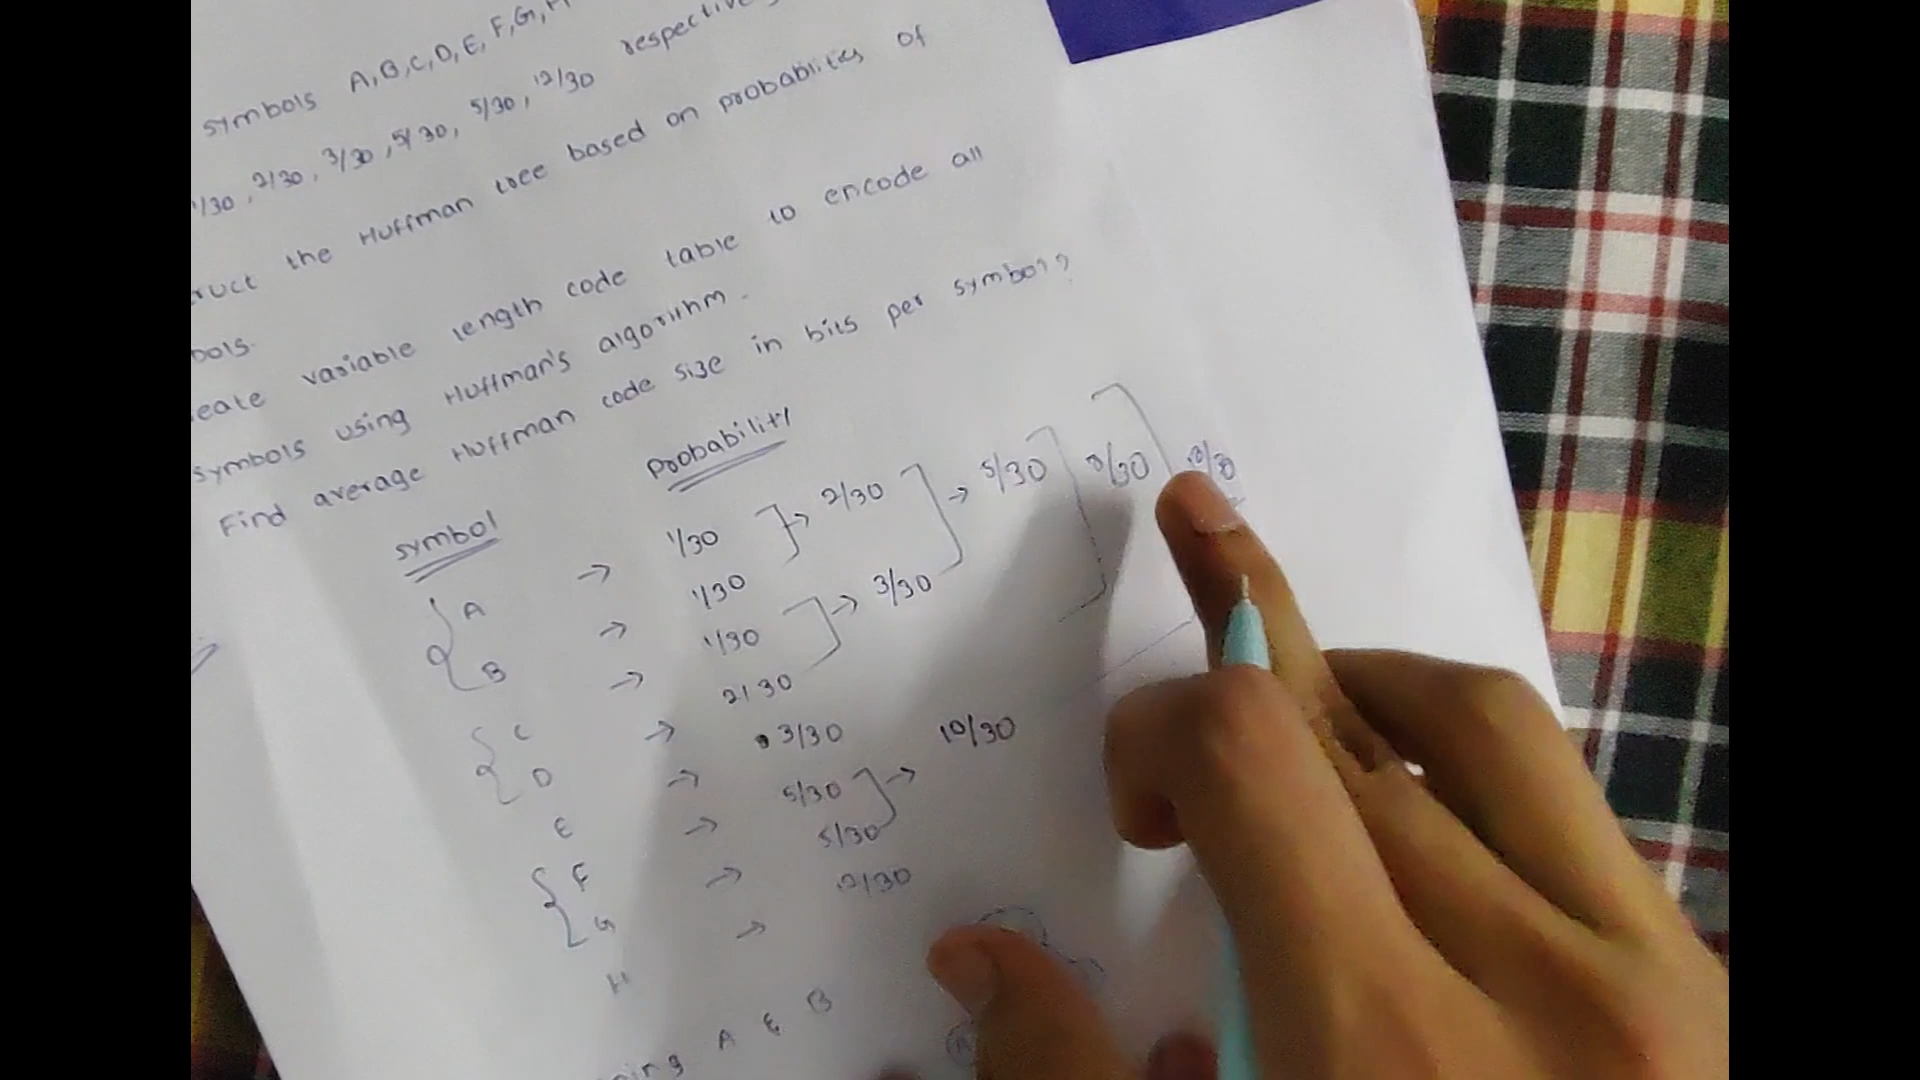 symbols A,B,C,D,E,F,G,H
1/30, 2/30, 3/30, 5/30, 5/30, 12/30
ruct the Huffman tree based on probablities of
bols.
eate variable length code table to encode all
symbols using Huffman's algorithm.
Find average Huffman code size in bits per symbol?
symbol probability
A → 1/30 → 2/30 → 5/30 8/30
B → 1/30
C → 1/30 → 3/30
D → 2/30
E → 3/30
F → 5/30 → 10/30
G → 5/30
H 12/30
A & B